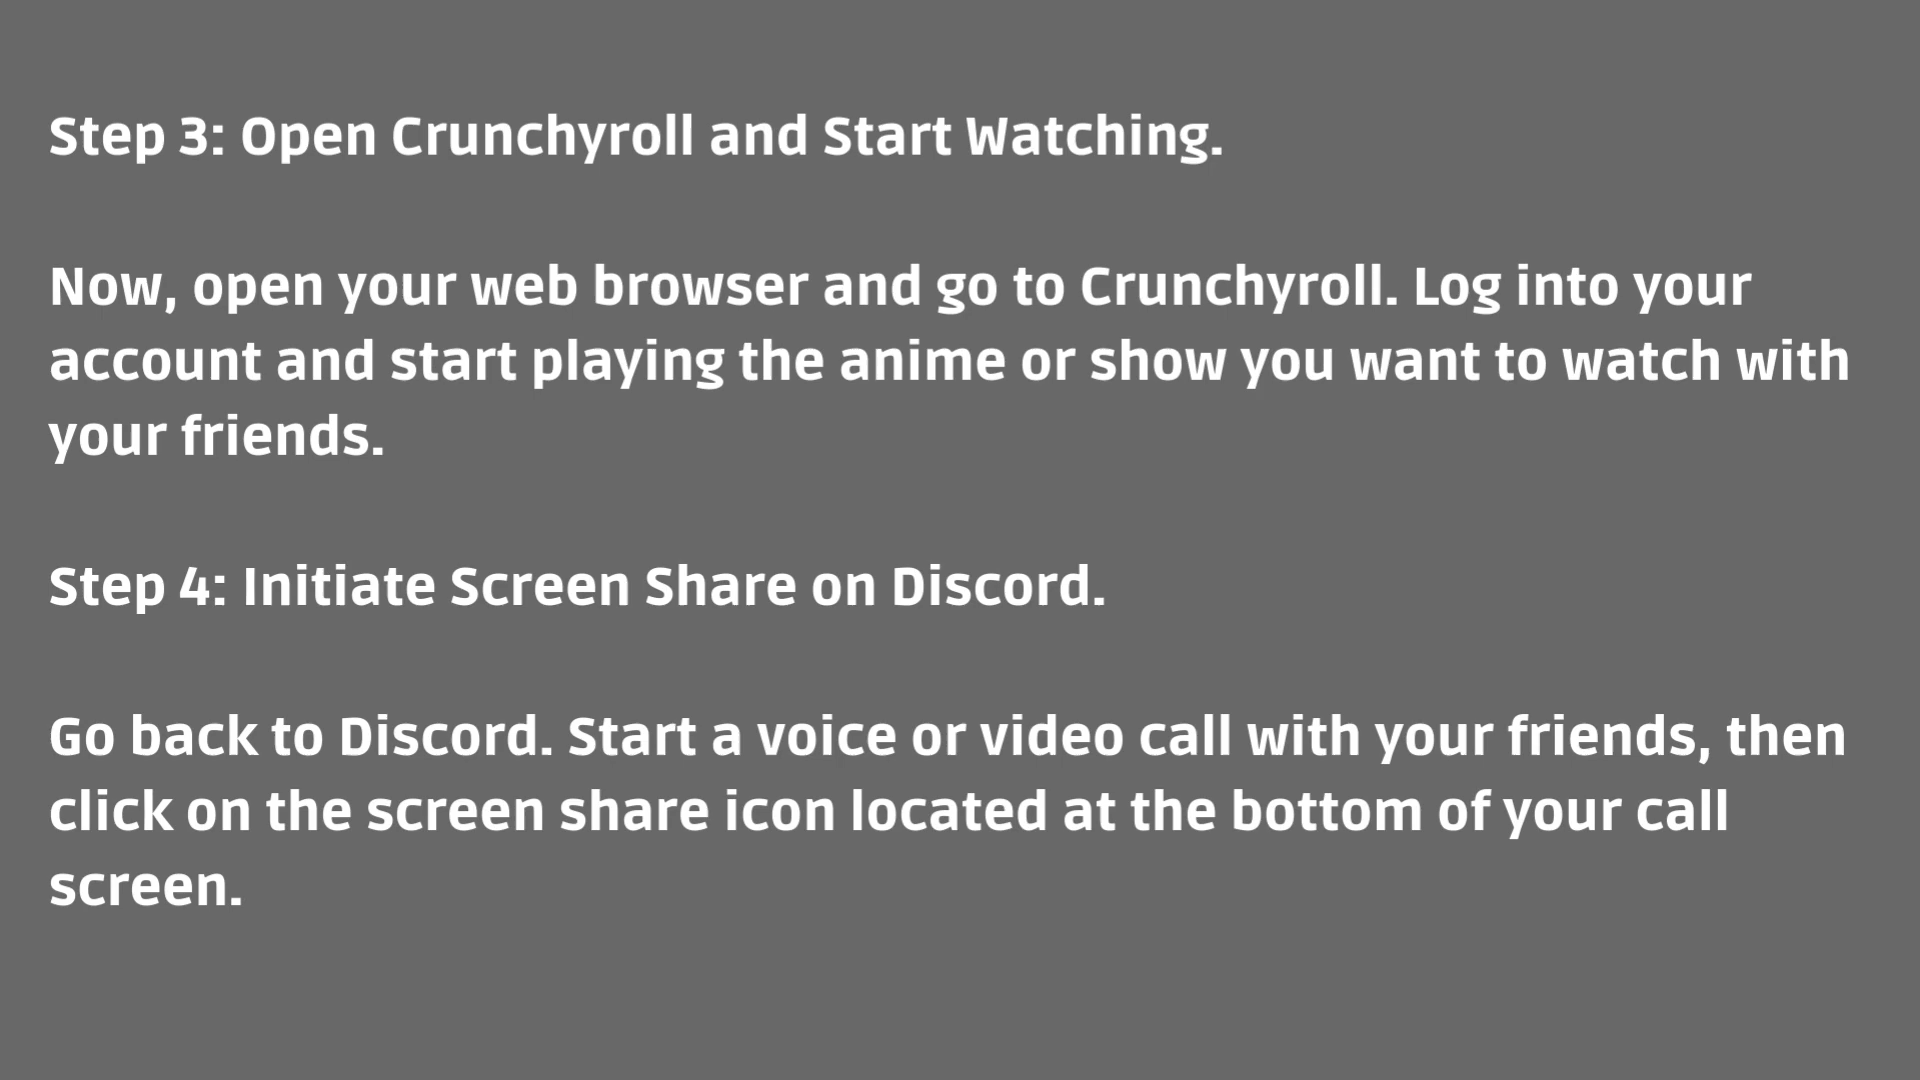 Step 3: Open Crunchyroll and Start Watching.
Now, open your web browser and go to Crunchyroll. Log into your
account and start playing the anime or show you want to watch with
your friends.
Step 4: Initiate Screen Share on Discord.
Go back to Discord. Start a voice or video call with your friends, then
click on the screen share icon located at the bottom of your call
screen.